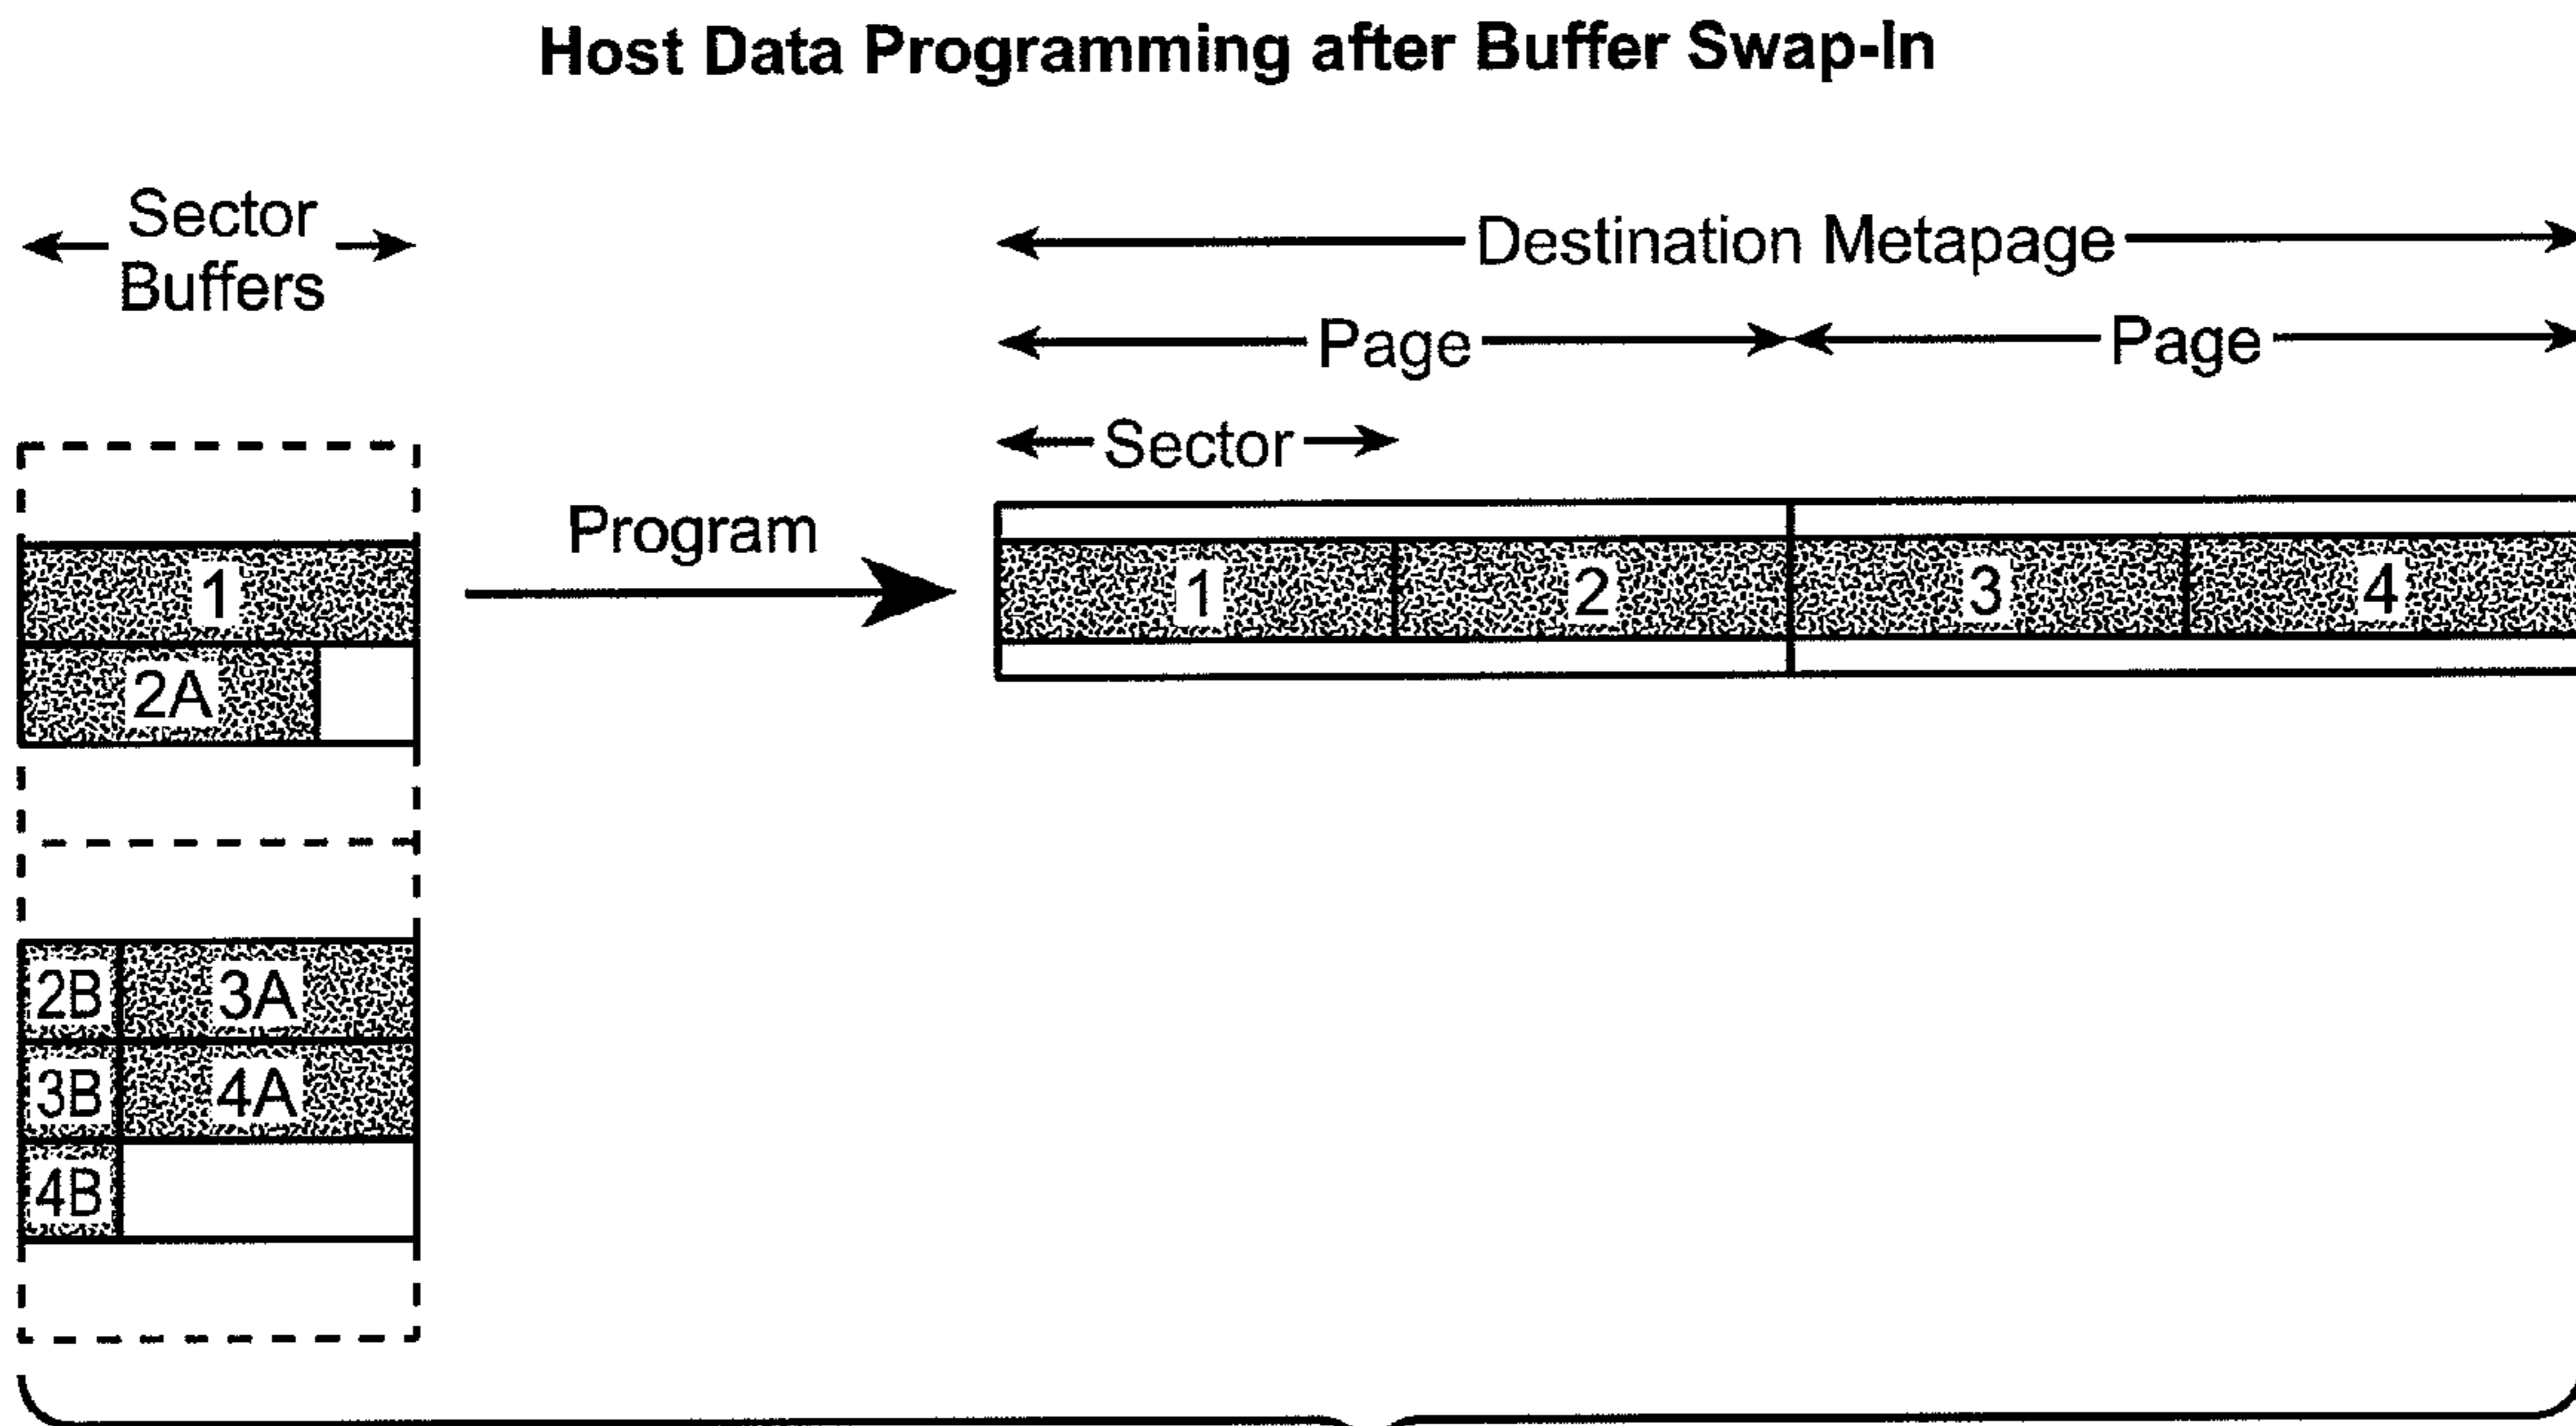 Host Data Programming after Buffer Swap-In
Sector
Buffers
Destination Metapage
Page Page
Sector
Program
1
2A
1 2 3 4
2B 3A
3B 4A
4B